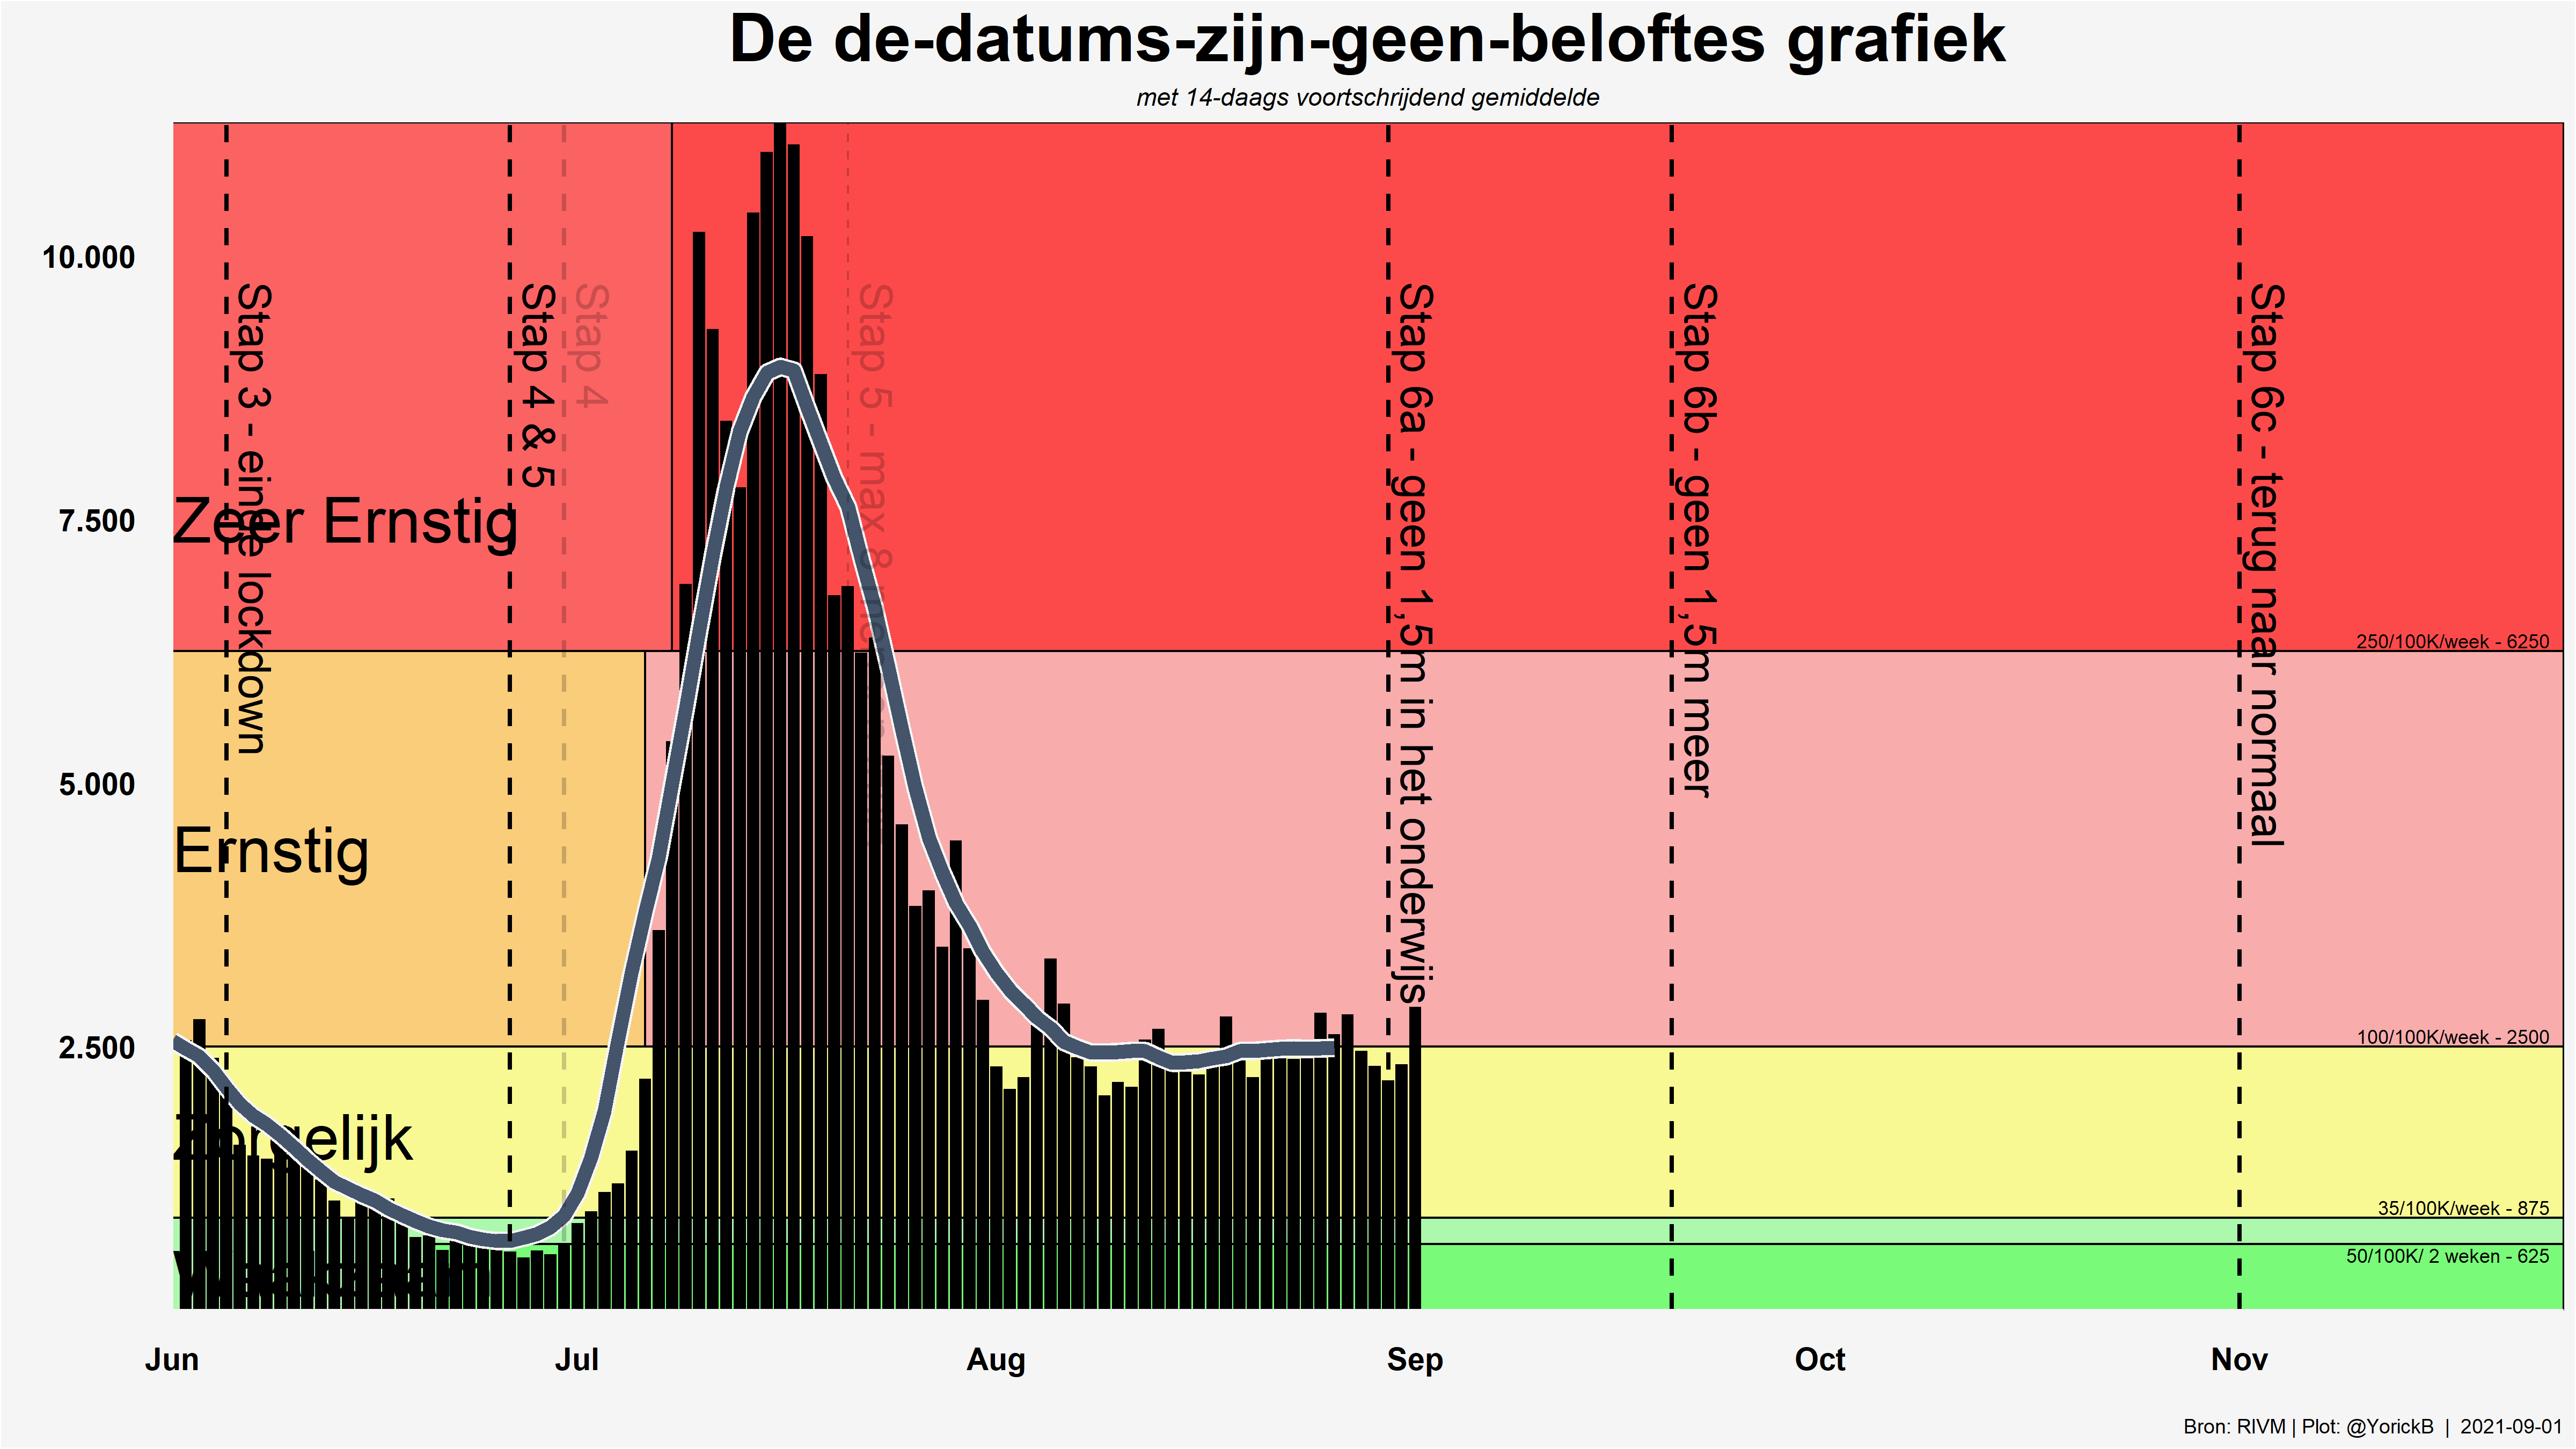 De de-datums-zijn-geen-beloftes grafiek
met 14-daags voortschrijdend gemiddelde
10.000
7.500
5.000
2.500
Zeer Ernstig
Ernstig
Zorgelijk
Stap 3 - einde lockdown
Stap 4 & 5
Stap 4
Stap 5 - max 8
Stap 6a - geen 1,5m in het onderwijs
Stap 6b - geen 1,5m meer
Stap 6c - terug naar normaal
250/100K/week - 6250
100/100K/week - 2500
35/100K/week - 875
50/100K/ 2 weken - 625
Jun
Jul
Aug
Sep
Oct
Nov
Bron: RIVM | Plot: @YorickB | 2021-09-01